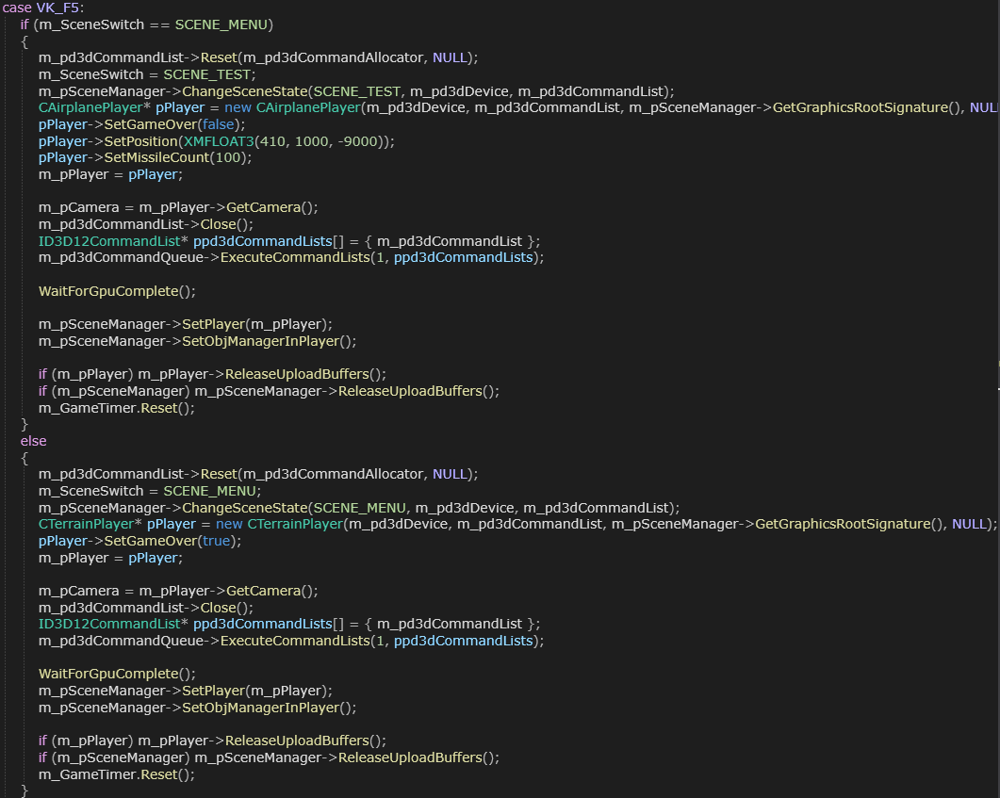 case VK_F5:
if (m_SceneSwitch == SCENE_MENU)
{
m_pd3dCommandList->Reset(m_pd3dCommandAllocator, NULL);
m_SceneSwitch = SCENE_TEST;
m_pSceneManager->ChangeSceneState(SCENE_TEST, m_pd3dDevice, m_pd3dCommandList);
CAirplanePlayer* pPlayer = new CAirplanePlayer(m_pd3dDevice, m_pd3dCommandList, m_pSceneManager->GetGraphicsRootSignature(), NUL
pPlayer->SetGameOver(false);
pPlayer->SetPosition(XMFLOAT3(410, 1000, -9000));
pPlayer->SetMissileCount(100);
m_pPlayer = pPlayer;
m_pCamera = m_pPlayer->GetCamera();
m_pd3dCommandList->Close();
ID3D12CommandList* ppd3dCommandLists[] = { m_pd3dCommandList };
m_pd3dCommandQueue->ExecuteCommandLists(1, ppd3dCommandLists);
WaitForGpuComplete();
m_pSceneManager->SetPlayer(m_pPlayer);
m_pSceneManager->SetObjManagerInPlayer();
if (m_pPlayer) m_pPlayer->ReleaseUploadBuffers();
if (m_pSceneManager) m_pSceneManager->ReleaseUploadBuffers();
m_GameTimer.Reset();
}
else
{
m_pd3dCommandList->Reset(m_pd3dCommandAllocator, NULL);
m_SceneSwitch = SCENE_MENU;
m_pSceneManager->ChangeSceneState(SCENE_MENU, m_pd3dDevice, m_pd3dCommandList);
CTerrainPlayer* pPlayer = new CTerrainPlayer(m_pd3dDevice, m_pd3dCommandList, m_pSceneManager->GetGraphicsRootSignature(), NULL);
pPlayer->SetGameOver(true);
m_pPlayer = pPlayer;
m_pCamera = m_pPlayer->GetCamera();
m_pd3dCommandList->Close();
ID3D12CommandList* ppd3dCommandLists[] = { m_pd3dCommandList };
m_pd3dCommandQueue->ExecuteCommandLists(1, ppd3dCommandLists);
WaitForGpuComplete();
m_pSceneManager->SetPlayer(m_pPlayer);
m_pSceneManager->SetObjManagerInPlayer();
if (m_pPlayer) m_pPlayer->ReleaseUploadBuffers();
if (m_pSceneManager) m_pSceneManager->ReleaseUploadBuffers();
m_GameTimer.Reset();
}